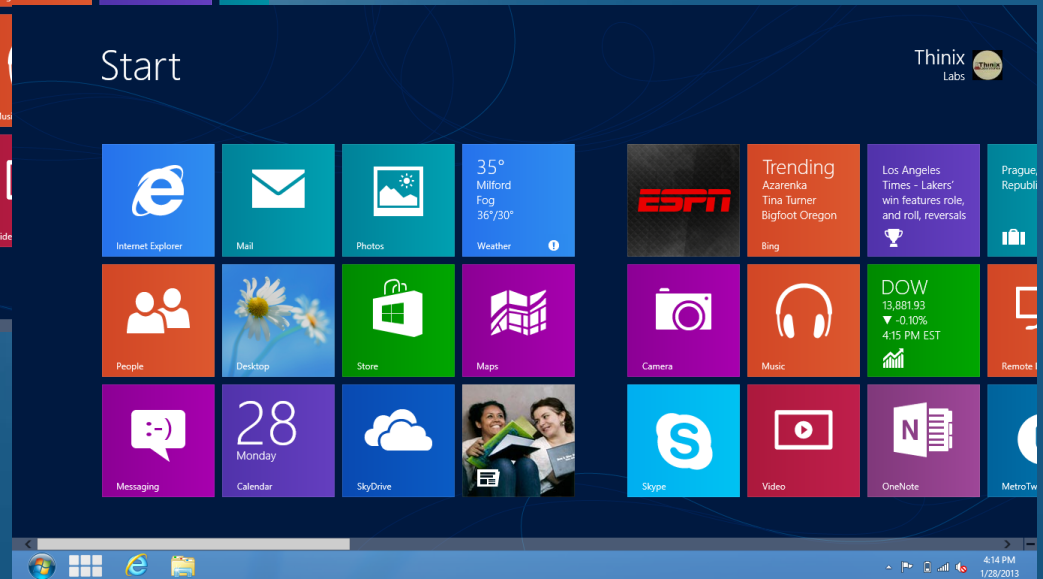 Start
Thinix
Labs
Internet Explorer
Mail
Photos
35°
Milford
Fog
36°/30°
Weather
ESPN
Trending
Azarenka
Tina Turner
Bigfoot Oregon
Bing
Los Angeles
Times - Lakers'
win features role,
and roll, reversals
Prague,
Republi
People
Desktop
Store
Maps
Camera
Music
DOW
13,881.93
▼ -0.10%
4:15 PM EST
Remote
Messaging
:-)
28
Monday
Calendar
SkyDrive
Skype
Video
N
OneNote
MetroTw
4:14 PM
1/28/2013